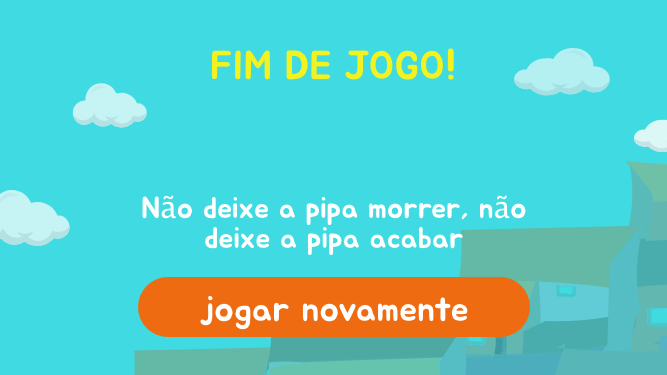 FIM DE JOGO!
Não deixe a pipa morrer, não
deixe a pipa acabar
jogar novamente